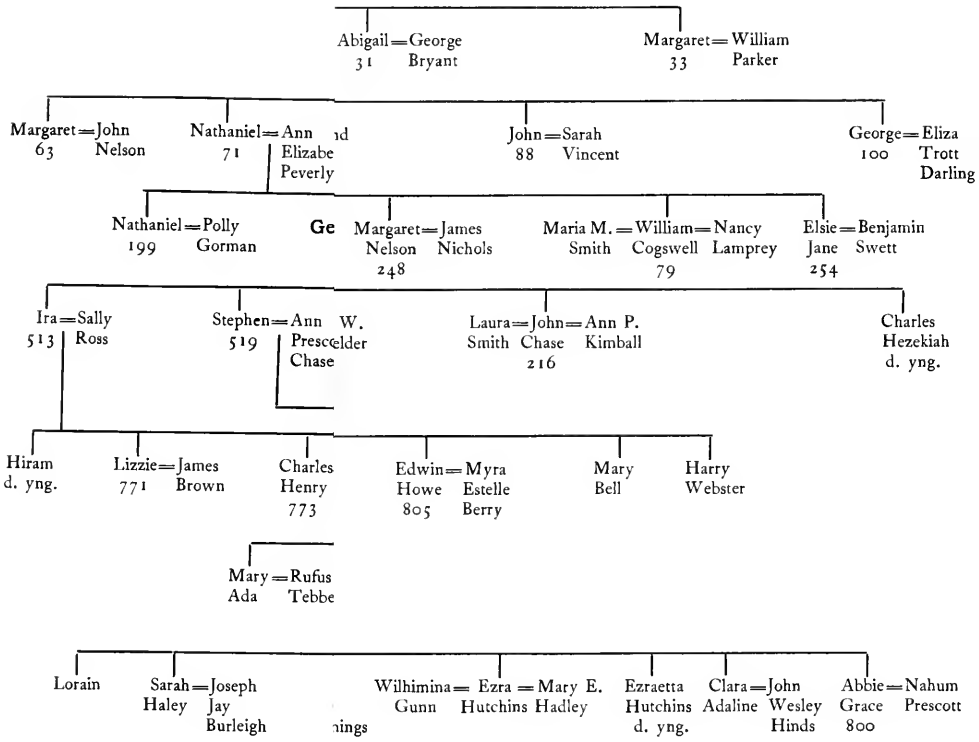 Abigail=George Margaret=William
31 Bryant 33 Parker
Margaret=John Nathaniel=Ann nd John=Sarah George=Eliza
63 Nelson 71 Elizabe 88 Vincent 100 Trott
Peverly Darling
Nathaniel=Polly Ge Margaret=James Maria M.=William=Nancy Elsie=Benjamin
199 Gorman Nelson Nichols Smith Cogswell Lamprey Jane Swett
248 79 254
Ira=Sally Stephen=Ann W. Laura=John=Ann P. Charles
513 Ross 519 Presc elder Smith Chase Kimball Hezekiah
Chase 216 d. yng.
Hiram Lizzie=James Charles Edwin=Myra Mary Harry
d. yng. 771 Brown Henry Howe Estelle Bell Webster
773 805 Berry
Mary=Rufus
Ada Tebbe
Lorain Sarah=Joseph Wilhimina=Ezra=Mary E. Ezraetta Clara=John Abbie=Nahum
Haley Jay Gunn Hutchins Hadley Hutchins Adaline Wesley Grace Prescott
Burleigh nings d. yng. Hinds 800